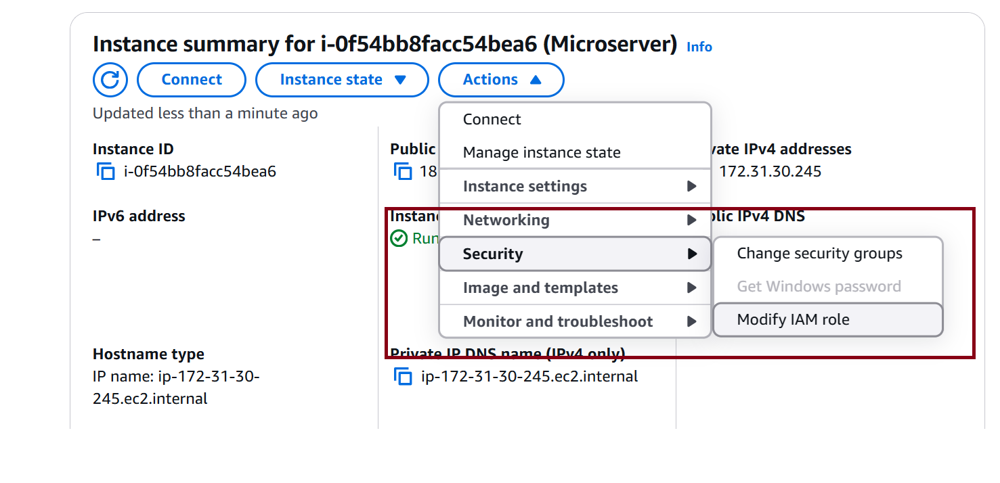 Instance summary for i-0f54bb8facc54bea6 (Microserver) Info
Connect
Instance state
Actions
Updated less than a minute ago
Connect
Manage instance state
Instance settings
Networking
Security
Image and templates
Monitor and troubleshoot
Change security groups
Get Windows password
Modify IAM role
Instance ID
i-0f54bb8facc54bea6
Public
18
IPv4 addresses
172.31.30.245
IPv6 address
–
IPv4 DNS
Hostname type
IP name: ip-172-31-30-
245.ec2.internal
Private IP DNS name (IPv4 only)
ip-172-31-30-245.ec2.internal